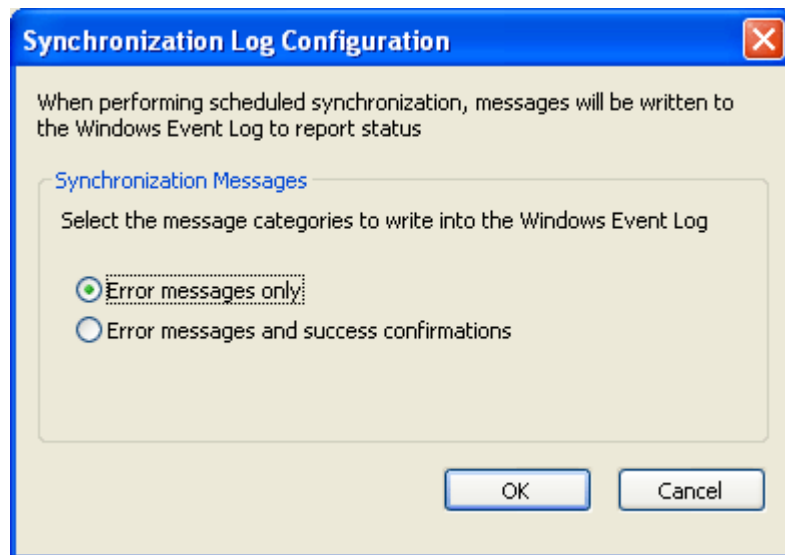 Synchronization Log Configuration
When performing scheduled synchronization, messages will be written to
the Windows Event Log to report status
Synchronization Messages
Select the message categories to write into the Windows Event Log
Error messages only
Error messages and success confirmations
OK
Cancel